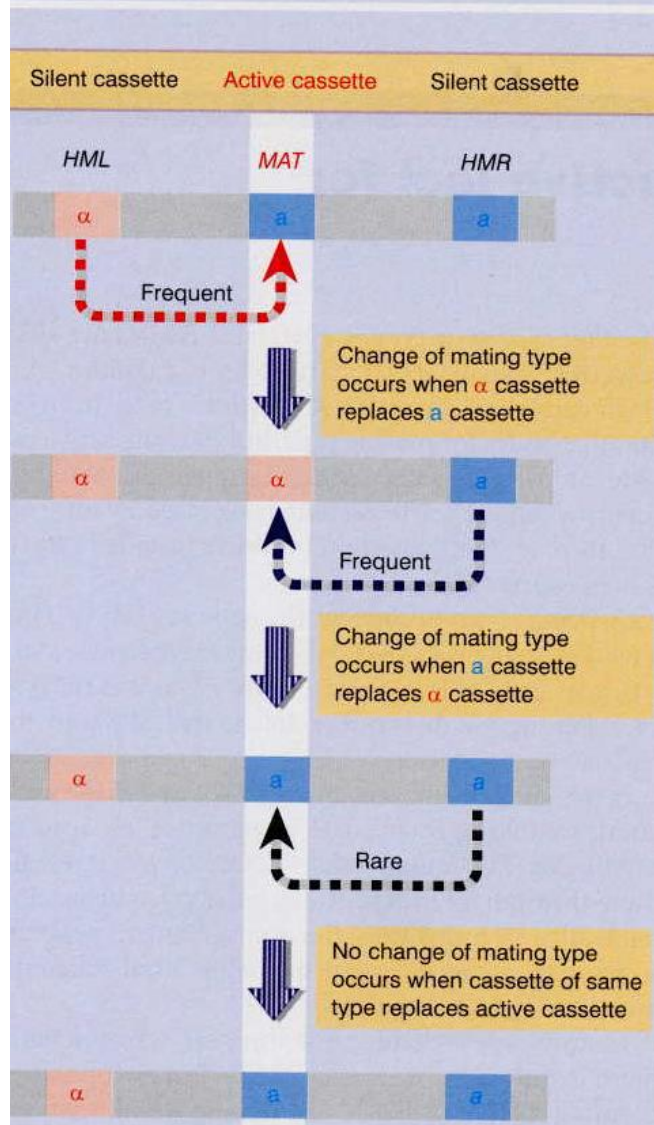 Silent cassette Active cassette Silent cassette
HML MAT HMR
α a a
Frequent
Change of mating type
occurs when α cassette
replaces a cassette
α α a
Frequent
Change of mating type
occurs when a cassette
replaces α cassette
α a a
Rare
No change of mating type
occurs when cassette of same
type replaces active cassette
α a a